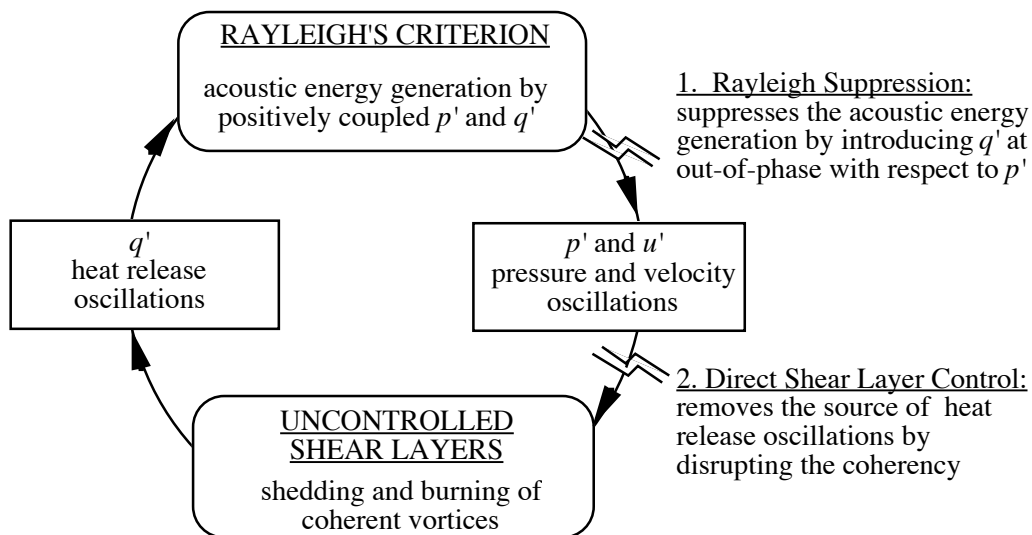 RAYLEIGH'S CRITERION
acoustic energy generation by
positively coupled p' and q'
1. Rayleigh Suppression:
suppresses the acoustic energy
generation by introducing q' at
out-of-phase with respect to p'
q'
heat release
oscillations
p' and u'
pressure and velocity
oscillations
2. Direct Shear Layer Control:
removes the source of heat
release oscillations by
disrupting the coherency
UNCONTROLLED
SHEAR LAYERS
shedding and burning of
coherent vortices